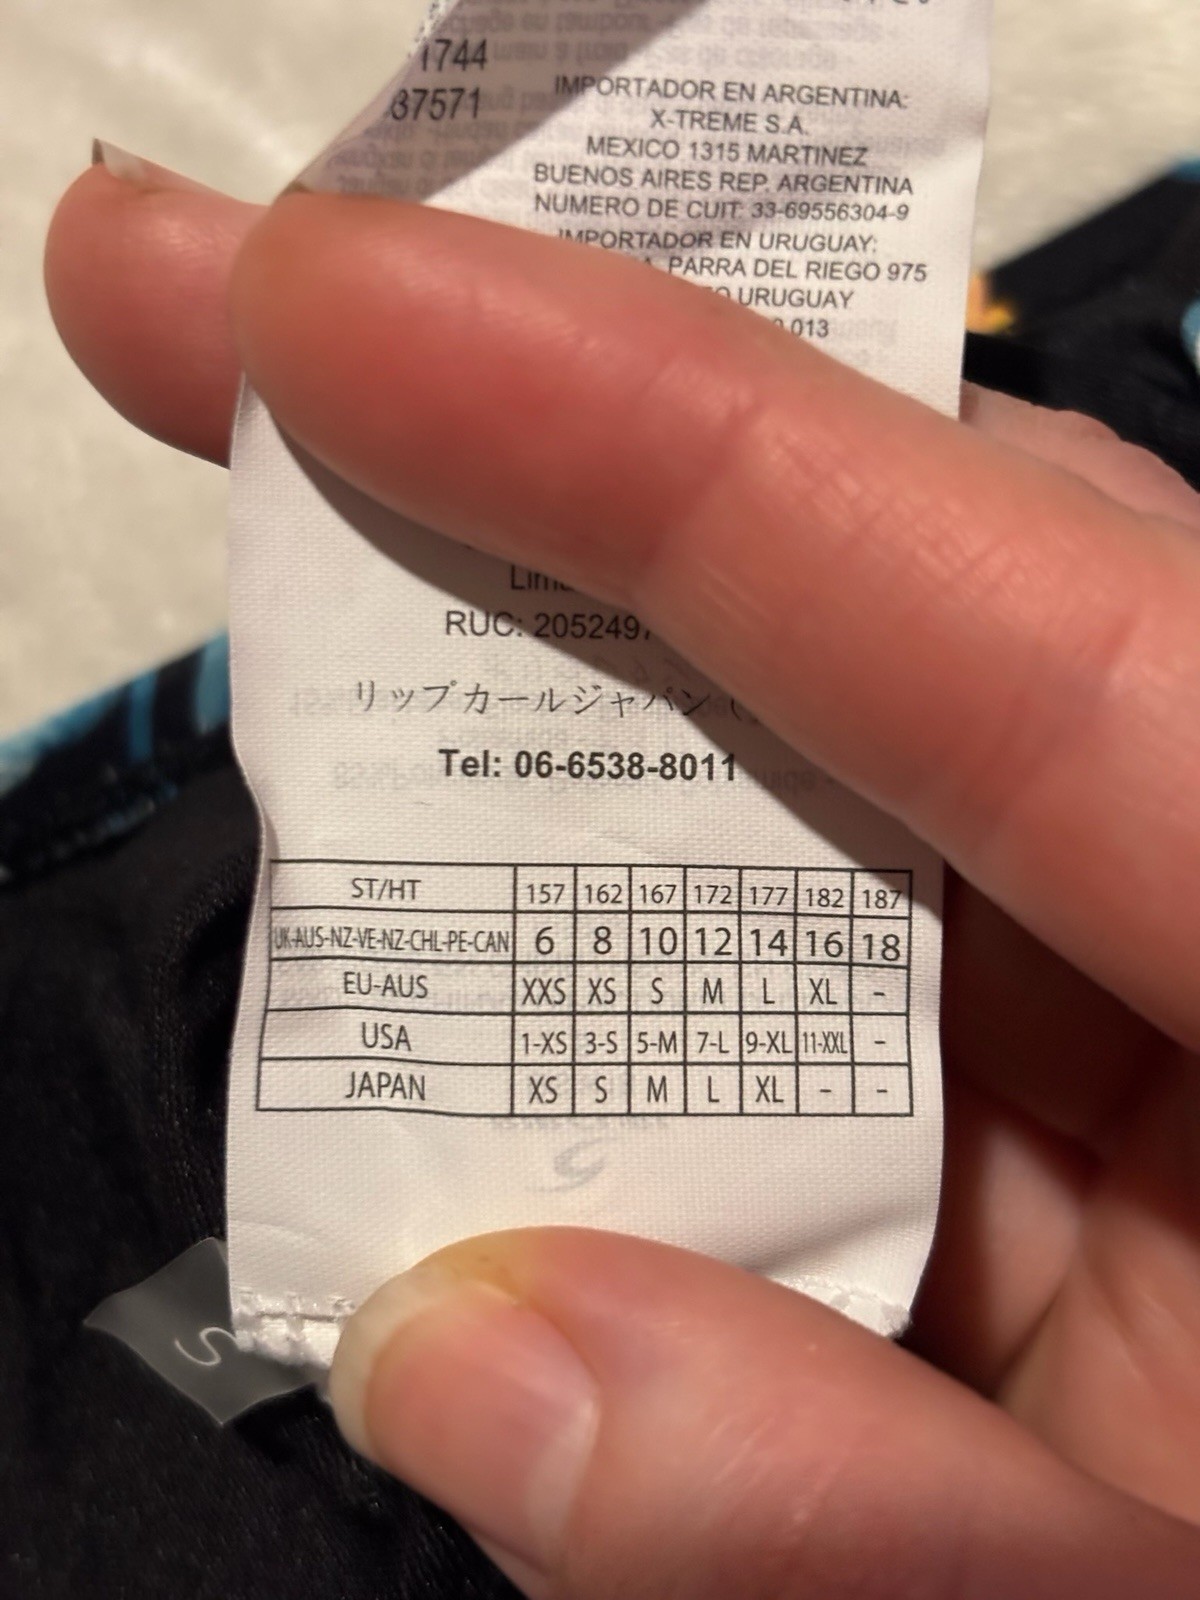 1744
37571
IMPORTADOR EN ARGENTINA:
X-TREME S.A.
MEXICO 1315 MARTINEZ
BUENOS AIRES REP. ARGENTINA
NUMERO DE CUIT: 33-69556304-9
IMPORTADOR EN URUGUAY:
PARRA DEL RIEGO 975
URUGUAY
013
RUC: 205249
リップカールジャパン (
Tel: 06-6538-8011
ST/HT 157 162 167 172 177 182 187
UK-AUS-NZ-VE-NZ-CHL-PE-CAN 6 8 10 12 14 16 18
EU-AUS XXS XS S M L XL -
USA 1-XS 3-S 5-M 7-L 9-XL 11-XXL -
JAPAN XS S M L XL - -
S